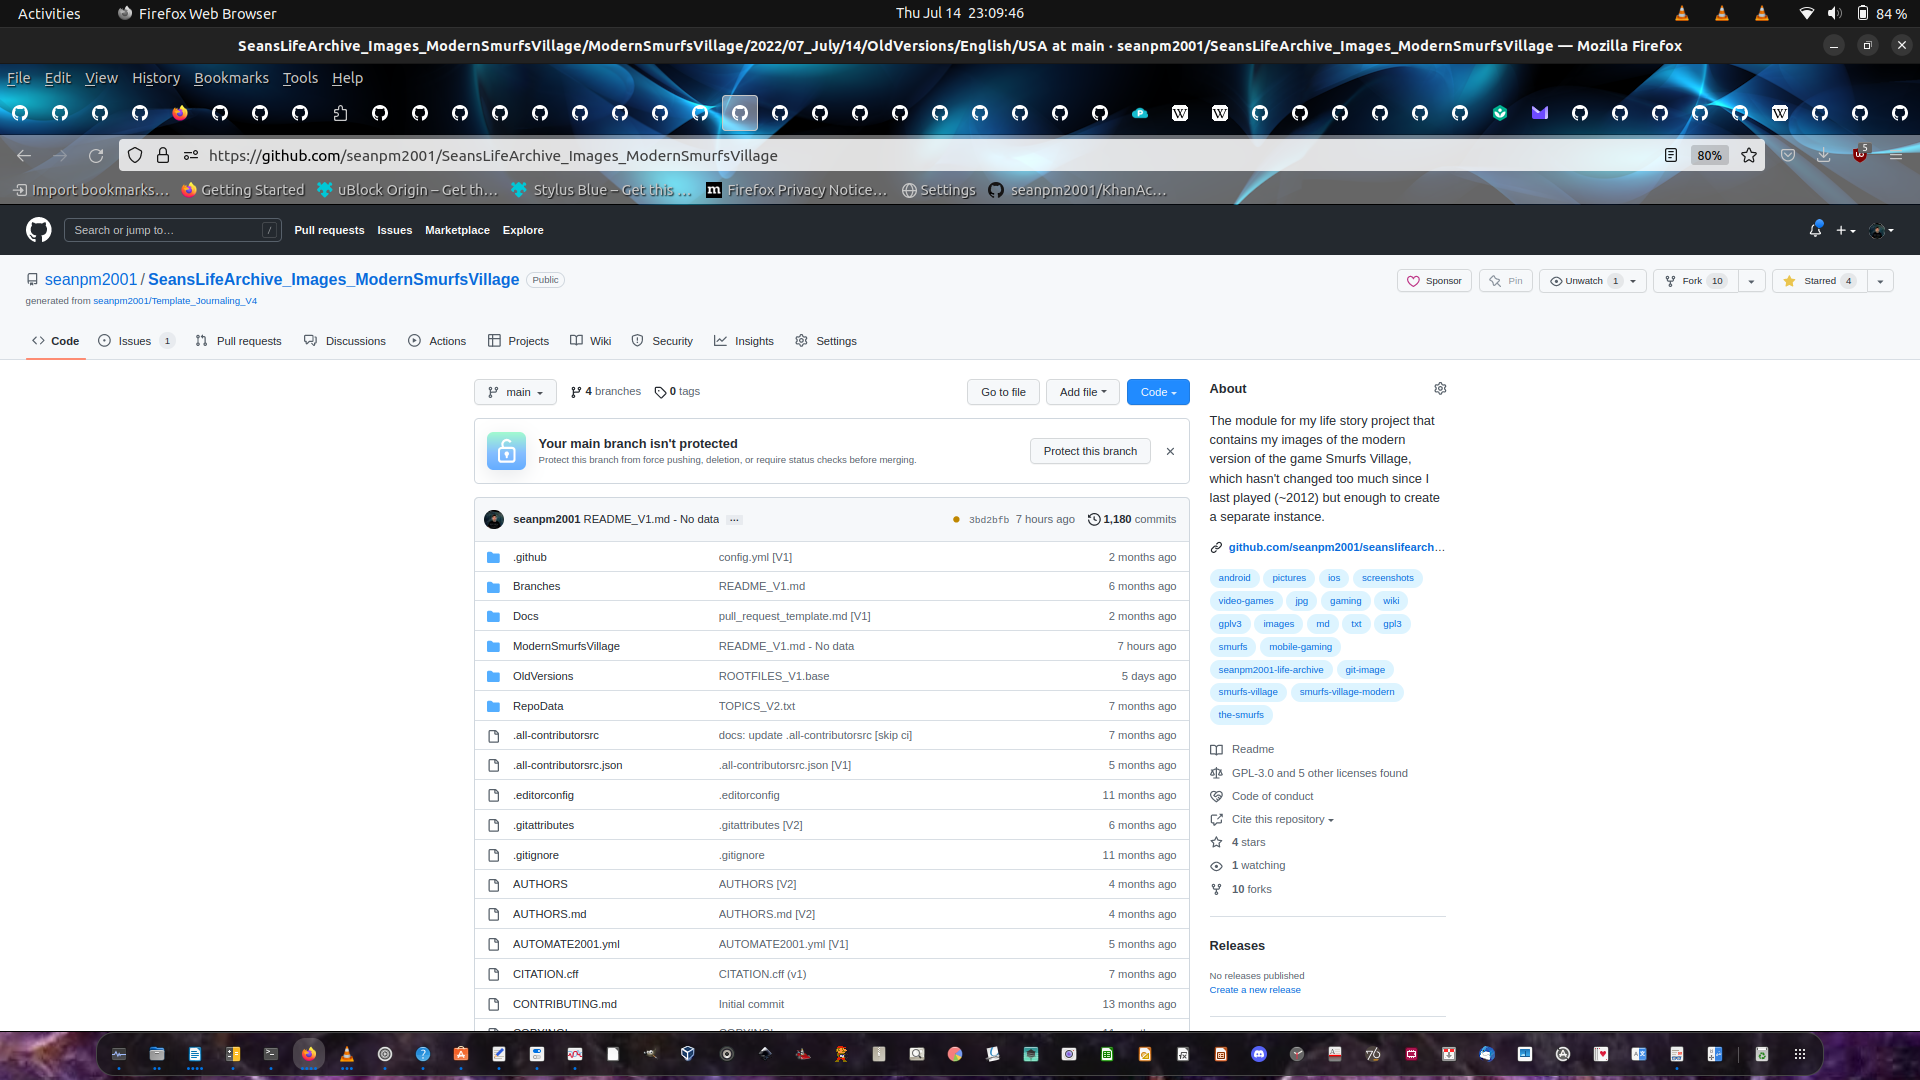 Activities
Firefox Web Browser
Thu Jul 14 23:09:46
84 %
SeansLifeArchive_Images_ModernSmurfsVillage/ModernSmurfsVillage/2022/07_July/14/OldVersions/English/USA at main · seanpm2001/SeansLifeArchive_Images_ModernSmurfsVillage — Mozilla Firefox
File Edit View History Bookmarks Tools Help
https://github.com/seanpm2001/SeansLifeArchive_Images_ModernSmurfsVillage
80%
5
Import bookmarks… Getting Started uBlock Origin – Get th… Stylus Blue – Get this … Firefox Privacy Notice… Settings seanpm2001/KhanAc…
Search or jump to… /
Pull requests Issues Marketplace Explore
seanpm2001 / SeansLifeArchive_Images_ModernSmurfsVillage Public
Sponsor Pin Unwatch 1 Fork 10 Starred 4
generated from seanpm2001/Template_Journaling_V4
Code Issues 1 Pull requests Discussions Actions Projects Wiki Security Insights Settings
main 4 branches 0 tags
Go to file Add file Code
Your main branch isn't protected
Protect this branch from force pushing, deletion, or require status checks before merging.
Protect this branch
seanpm2001 README_V1.md - No data … 3bd2bfb 7 hours ago 1,180 commits
.github config.yml [V1] 2 months ago
Branches README_V1.md 6 months ago
Docs pull_request_template.md [V1] 2 months ago
ModernSmurfsVillage README_V1.md - No data 7 hours ago
OldVersions ROOTFILES_V1.base 5 days ago
RepoData TOPICS_V2.txt 7 months ago
.all-contributorsrc docs: update .all-contributorsrc [skip ci] 7 months ago
.all-contributorsrc.json .all-contributorsrc.json [V1] 5 months ago
.editorconfig .editorconfig 11 months ago
.gitattributes .gitattributes [V2] 6 months ago
.gitignore .gitignore 11 months ago
AUTHORS AUTHORS [V2] 4 months ago
AUTHORS.md AUTHORS.md [V2] 4 months ago
AUTOMATE2001.yml AUTOMATE2001.yml [V1] 5 months ago
CITATION.cff CITATION.cff (v1) 7 months ago
CONTRIBUTING.md Initial commit 13 months ago
About
The module for my life story project that
contains my images of the modern
version of the game Smurfs Village,
which hasn't changed too much since I
last played (~2012) but enough to create
a separate instance.
github.com/seanpm2001/seanslifearch…
android pictures ios screenshots
video-games jpg gaming wiki
gplv3 images md txt gpl3
smurfs mobile-gaming
seanpm2001-life-archive git-image
smurfs-village smurfs-village-modern
the-smurfs
Readme
GPL-3.0 and 5 other licenses found
Code of conduct
Cite this repository
4 stars
1 watching
10 forks
Releases
No releases published
Create a new release